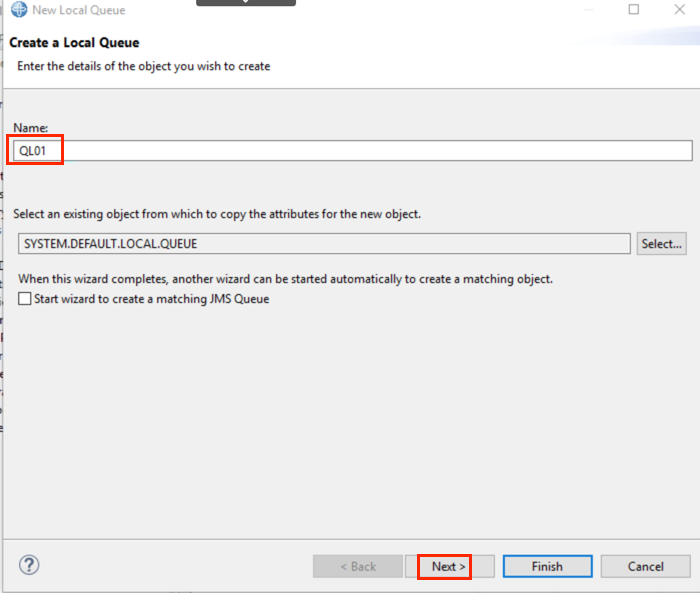 New Local Queue
Create a Local Queue
Enter the details of the object you wish to create
Name:
QL01
Select an existing object from which to copy the attributes for the new object.
SYSTEM.DEFAULT.LOCAL.QUEUE
Select...
When this wizard completes, another wizard can be started automatically to create a matching object.
Start wizard to create a matching JMS Queue
?
< Back
Next >
Finish
Cancel